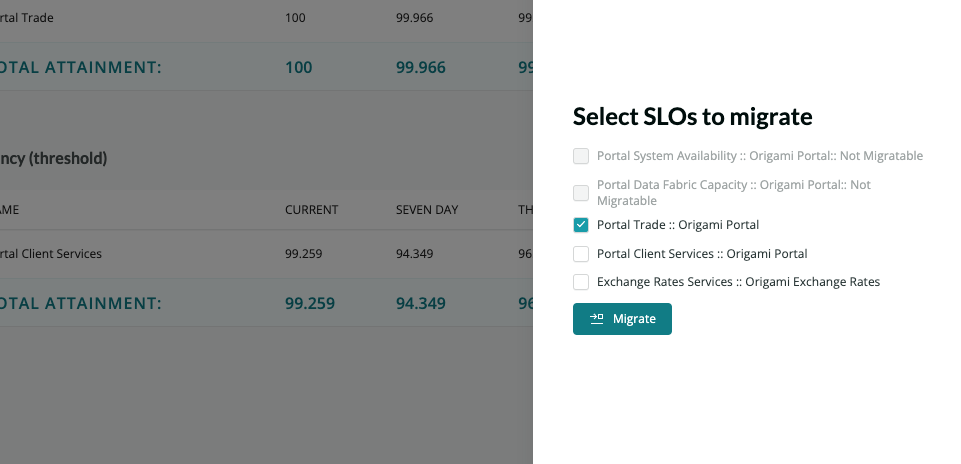 rtal Trade 100 99.966 99
OTAL ATTAINMENT: 100 99.966 99
ncy (threshold)
AME CURRENT SEVEN DAY TH
rtal Client Services 99.259 94.349 96
OTAL ATTAINMENT: 99.259 94.349 96
Select SLOs to migrate
Portal System Availability :: Origami Portal:: Not Migratable
Portal Data Fabric Capacity :: Origami Portal:: Not
Migratable
Portal Trade :: Origami Portal
Portal Client Services :: Origami Portal
Exchange Rates Services :: Origami Exchange Rates
Migrate